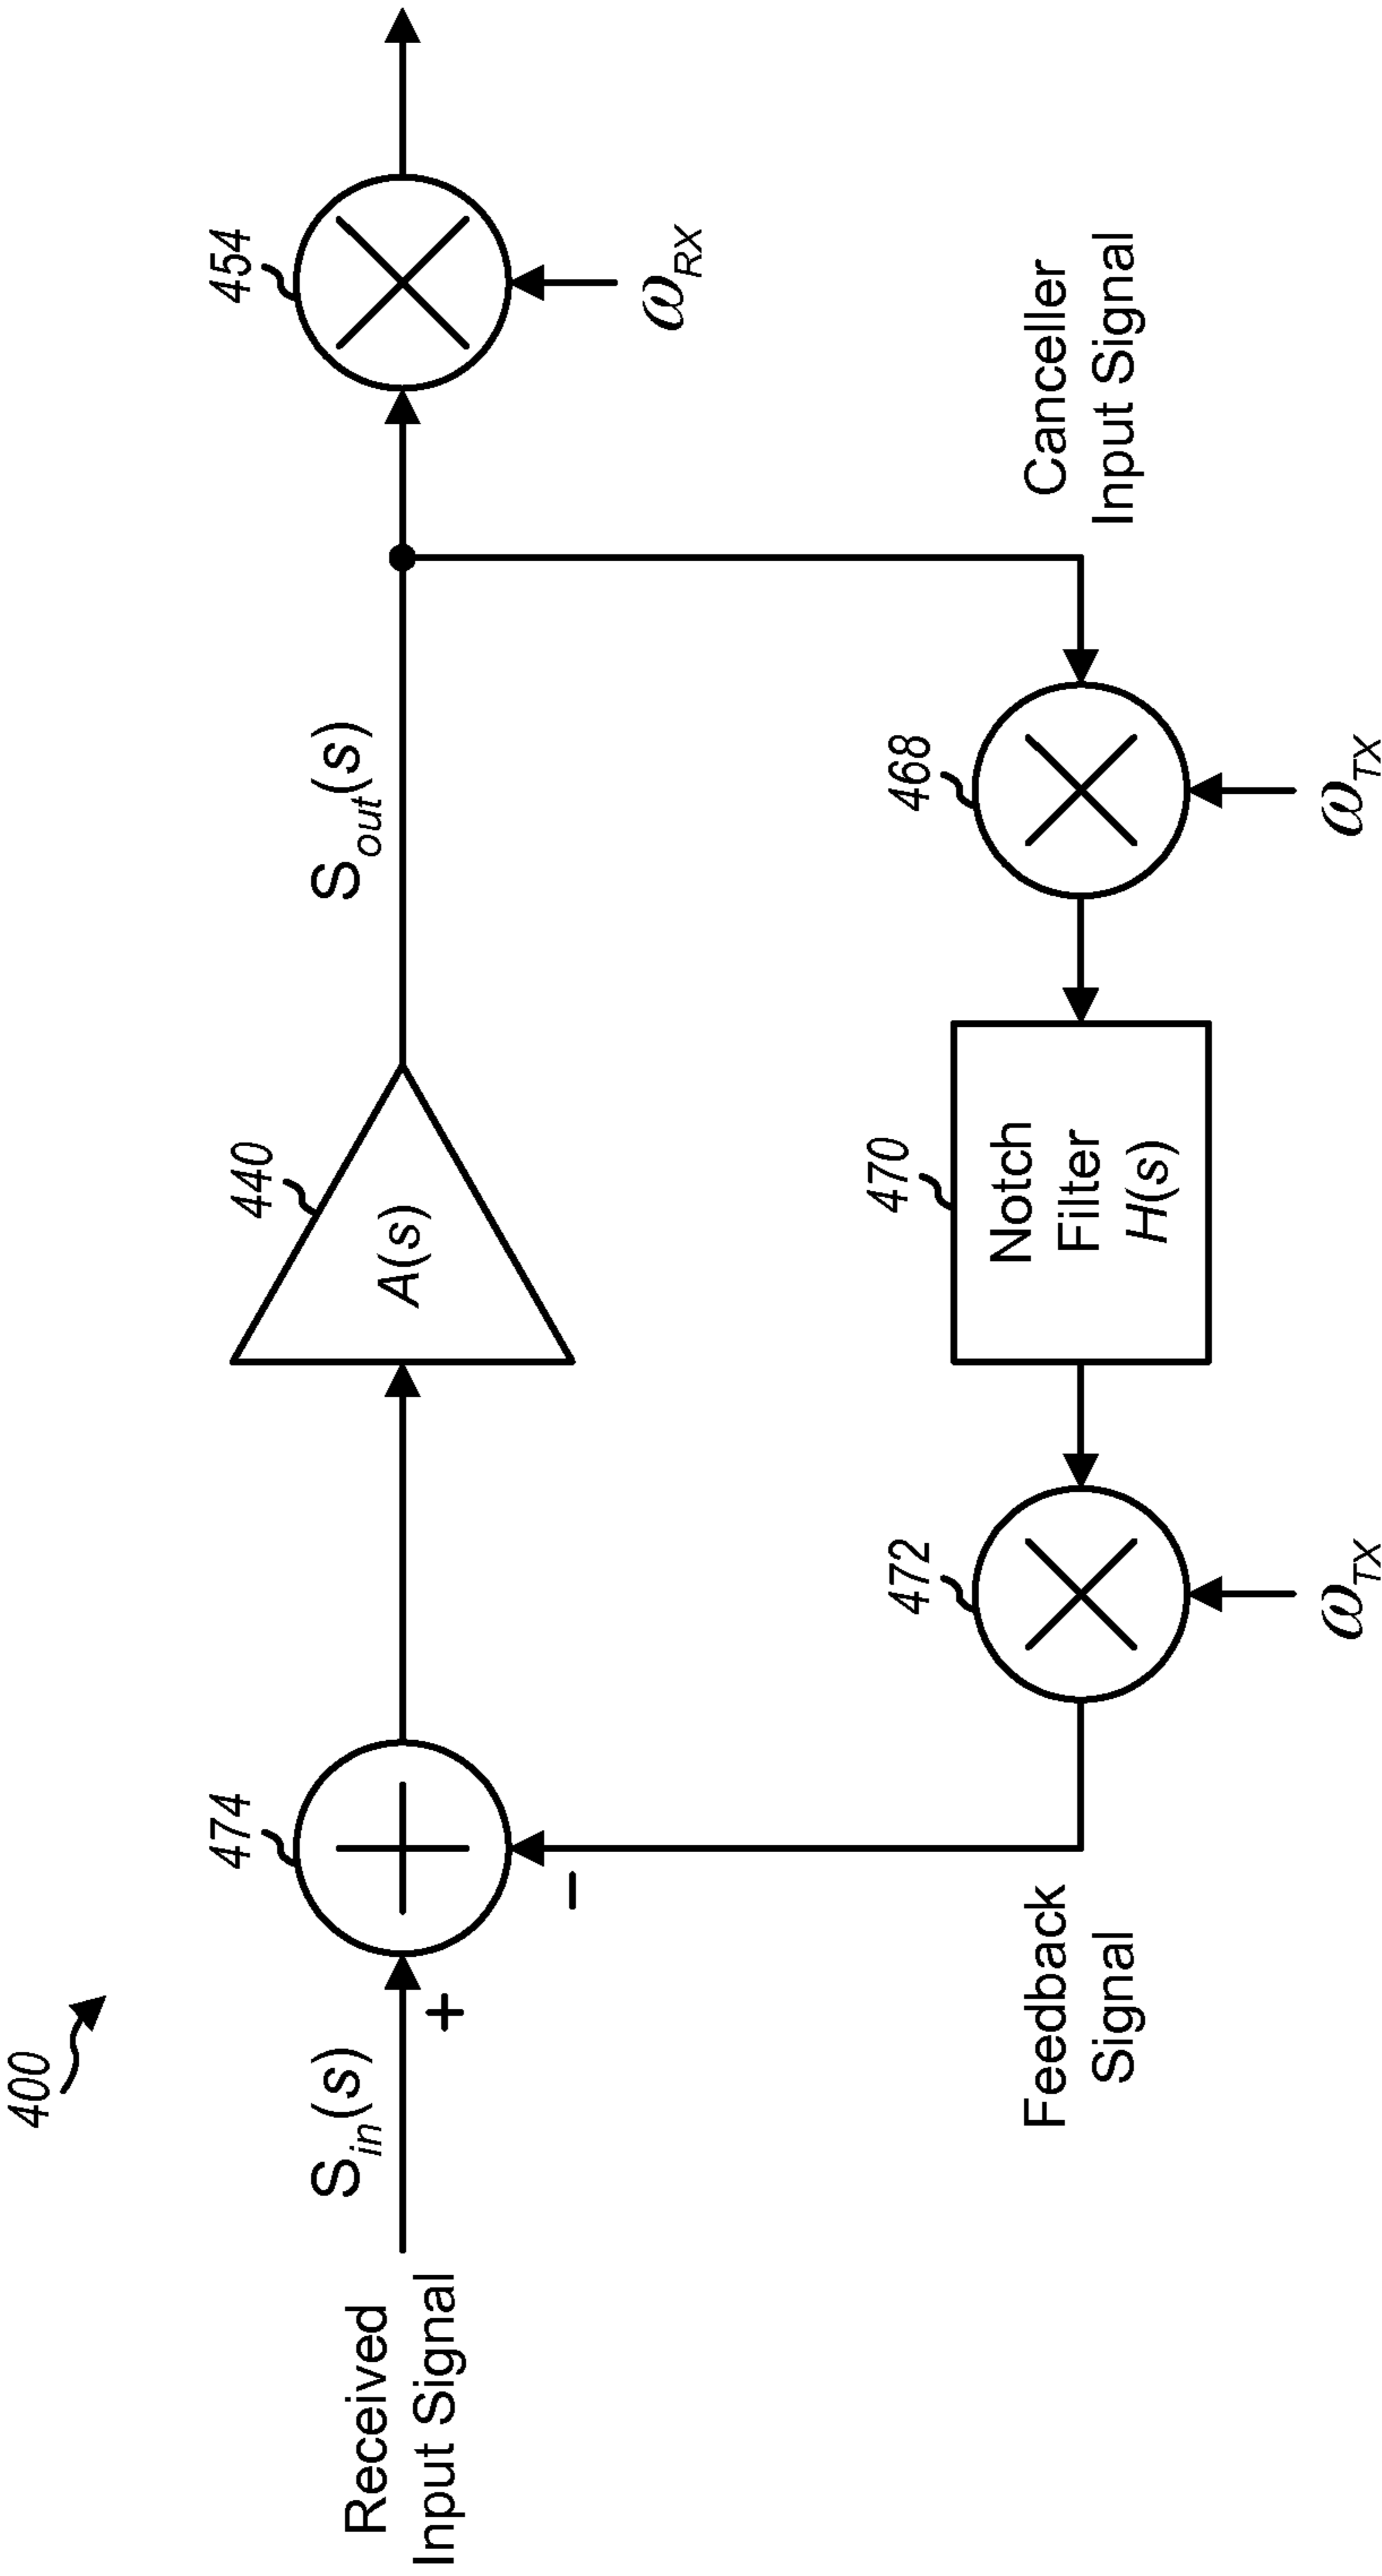 400
Received
Input Signal
S_in(s)
+
474
−
440
A(s)
S_out(s)
454
ω_RX
Feedback
Signal
472
ω_TX
470
Notch
Filter
H(s)
468
ω_TX
Canceller
Input Signal